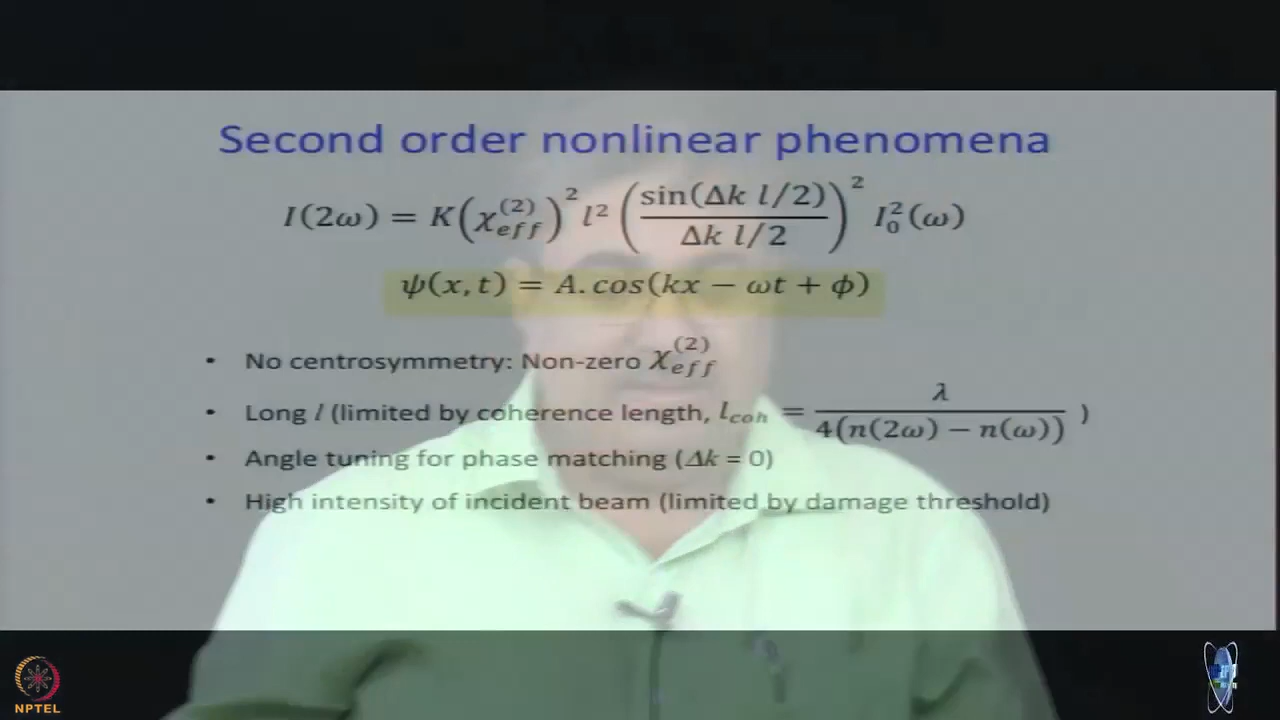 Second order nonlinear phenomena
I(2ω) = K(χ_eff^(2))^2 l^2 (sin(Δk l/2) / Δk l/2)^2 I_0^2(ω)
ψ(x, t) = A. cos(kx − ωt + ϕ)
• No centrosymmetry: Non-zero χ_eff^(2)
• Long l (limited by coherence length, l_coh = λ / 4(n(2ω) − n(ω)) )
• Angle tuning for phase matching (Δk = 0)
• High intensity of incident beam (limited by damage threshold)
NPTEL